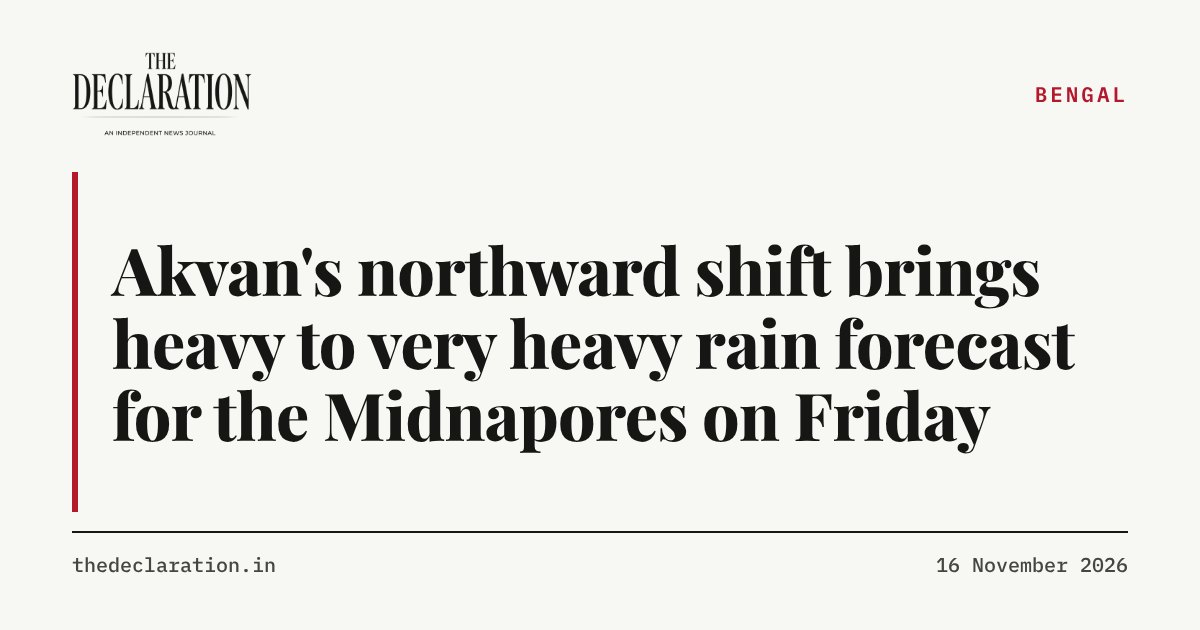 THE
DECLARATION
AN INDEPENDENT NEWS JOURNAL
BENGAL
Akvan's northward shift brings
heavy to very heavy rain forecast
for the Midnapores on Friday
thedeclaration.in
16 November 2026